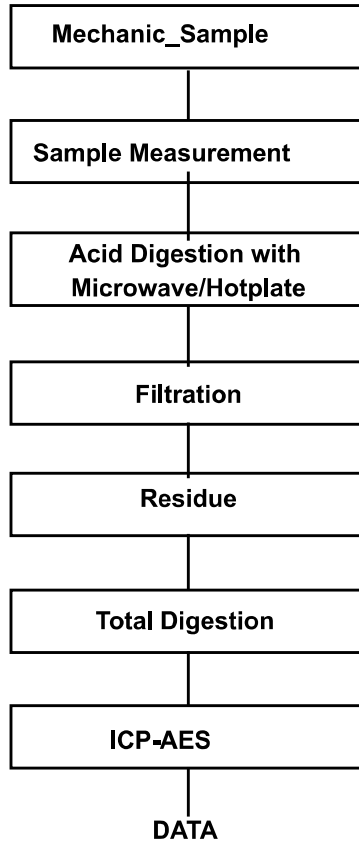 Mechanic_Sample
Sample Measurement
Acid Digestion with
Microwave/Hotplate
Filtration
Residue
Total Digestion
ICP-AES
DATA